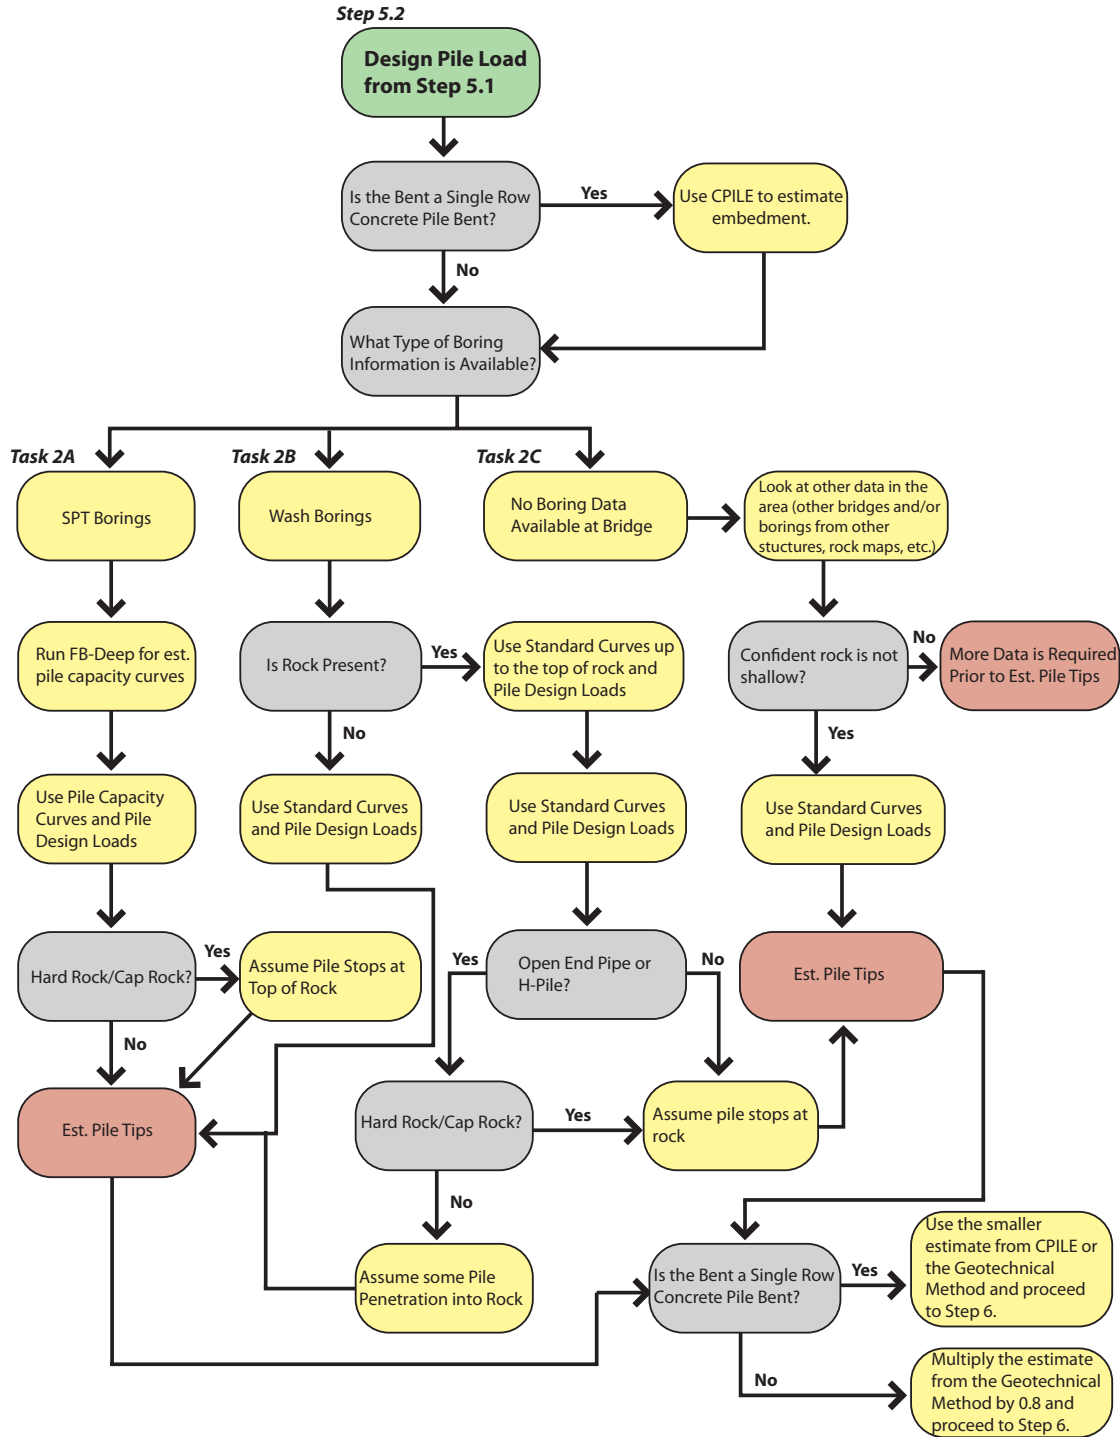 Step 5.2
Design Pile Load
from Step 5.1
Is the Bent a Single Row
Concrete Pile Bent?
Yes
Use CPILE to estimate
embedment.
No
What Type of Boring
Information is Available?
Task 2A
Task 2B
Task 2C
SPT Borings
Wash Borings
No Boring Data
Available at Bridge
Look at other data in the
area (other bridges and/or
borings from other
stuctures, rock maps, etc.)
Run FB-Deep for est.
pile capacity curves
Is Rock Present?
Yes
Use Standard Curves up
to the top of rock and
Pile Design Loads
Confident rock is not
shallow?
No
More Data is Required
Prior to Est. Pile Tips
No
Yes
Use Pile Capacity
Curves and Pile
Design Loads
Use Standard Curves
and Pile Design Loads
Use Standard Curves
and Pile Design Loads
Use Standard Curves
and Pile Design Loads
Hard Rock/Cap Rock?
Yes
Assume Pile Stops at
Top of Rock
Yes
Open End Pipe or
H-Pile?
No
Est. Pile Tips
No
Est. Pile Tips
Hard Rock/Cap Rock?
Yes
Assume pile stops at
rock
No
Assume some Pile
Penetration into Rock
Is the Bent a Single Row
Concrete Pile Bent?
Yes
Use the smaller
estimate from CPILE or
the Geotechnical
Method and proceed
to Step 6.
No
Multiply the estimate
from the Geotechnical
Method by 0.8 and
proceed to Step 6.